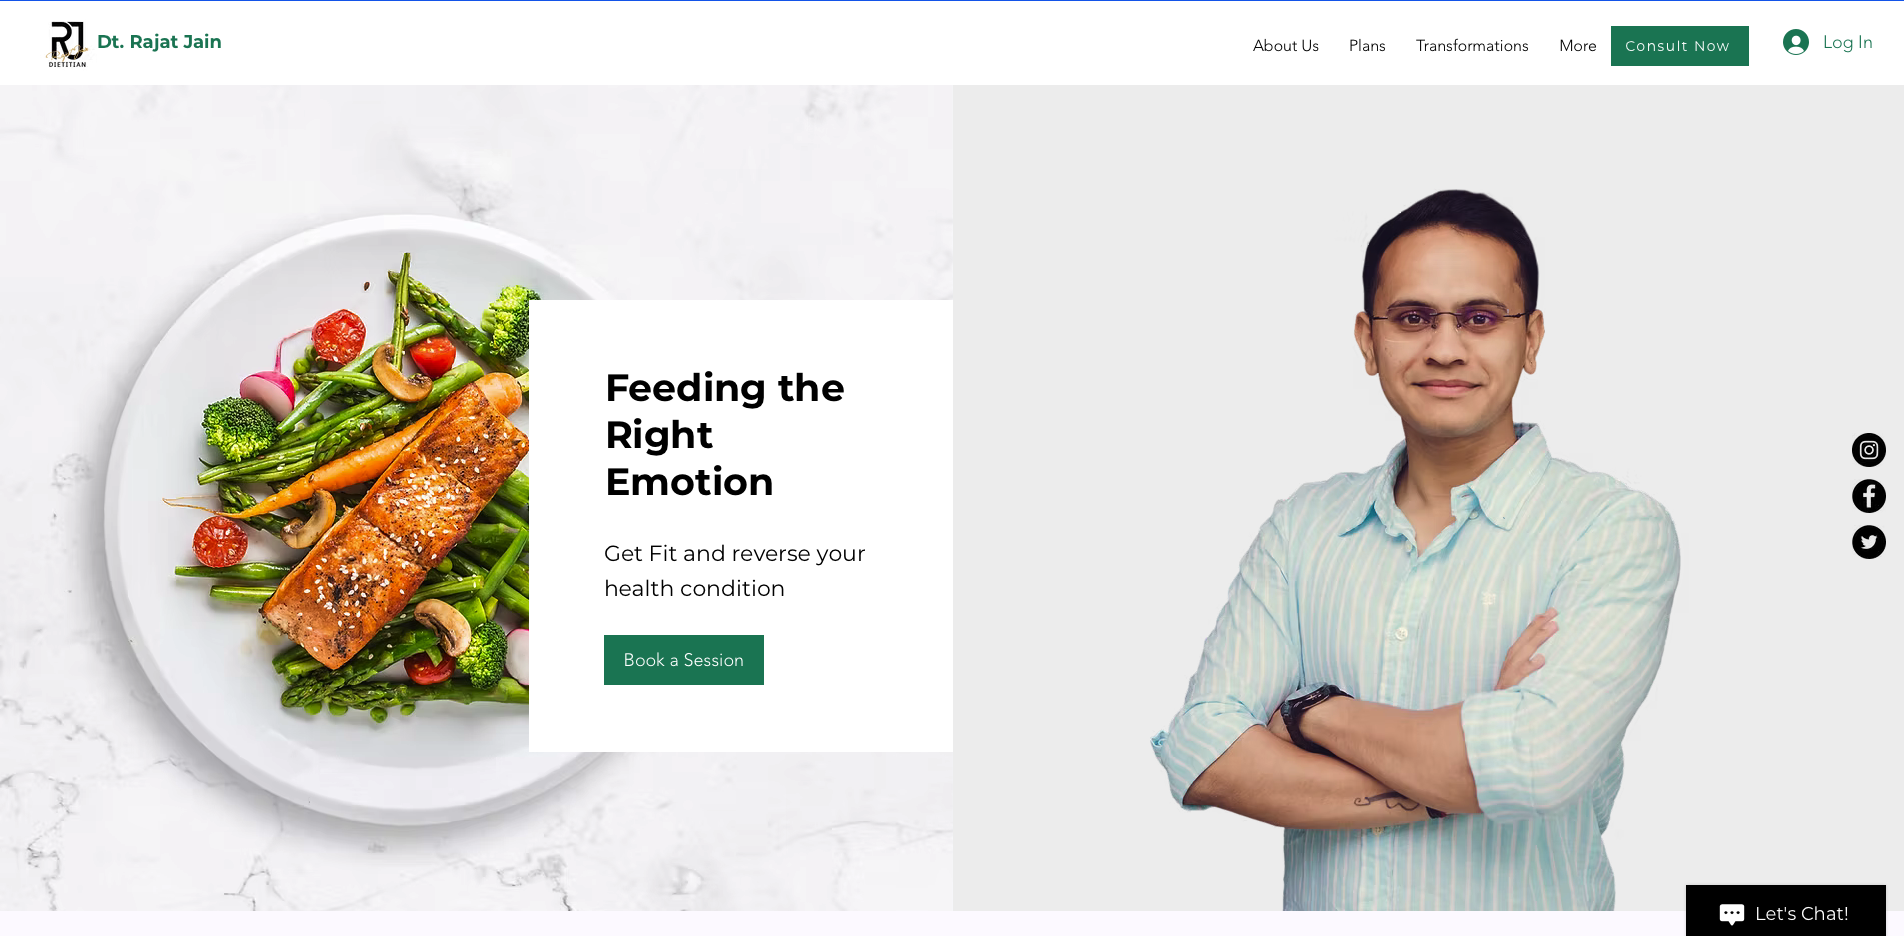 RJ
DIETITIAN
Dt. Rajat Jain
About Us
Plans
Transformations
More
Consult Now
Log In
Feeding the
Right
Emotion
Get Fit and reverse your
health condition
Book a Session
Let's Chat!